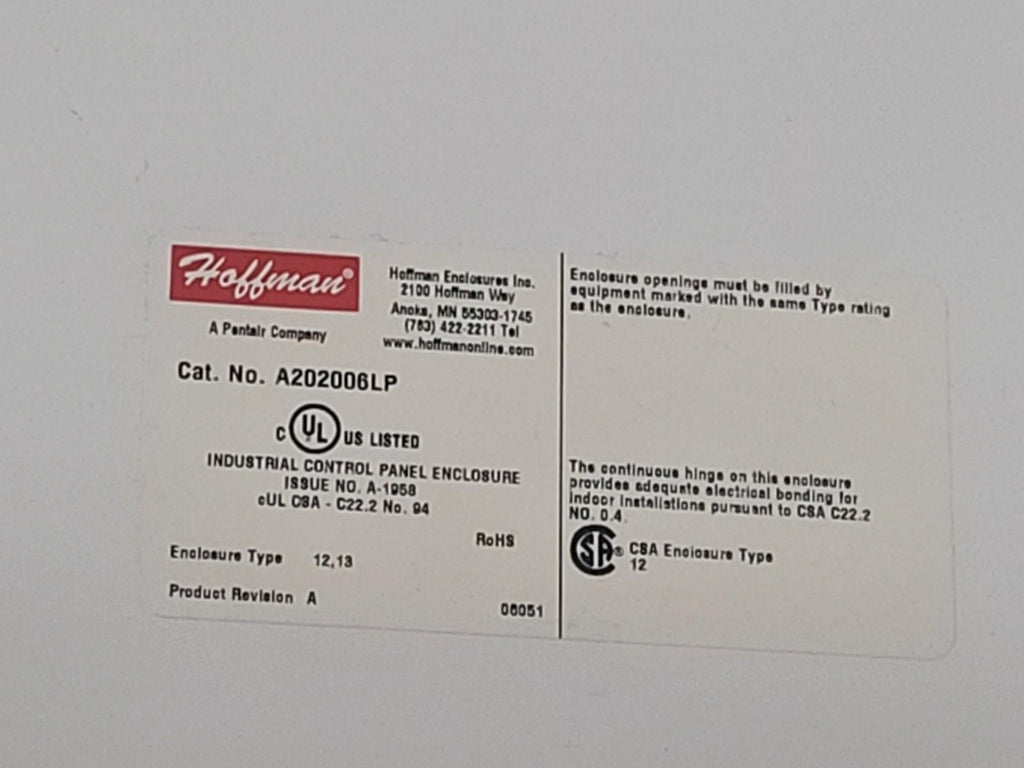 Hoffman®
A Pentair Company
Hoffman Enclosures Inc.
2100 Hoffman Way
Anoka, MN 55303-1745
(763) 422-2211 Tel
www.hoffmanonline.com
Cat. No. A202006LP
c UL US LISTED
INDUSTRIAL CONTROL PANEL ENCLOSURE
ISSUE NO. A-1958
cUL CSA - C22.2 No. 94
RoHS
Enclosure Type 12,13
Product Revision A
06051
Enclosure openings must be filled by
equipment marked with the same Type rating
as the enclosure.
The continuous hinge on this enclosure
provides adequate electrical bonding for
indoor installations pursuant to CSA C22.2
NO. 0.4.
SA® CSA Enclosure Type
12